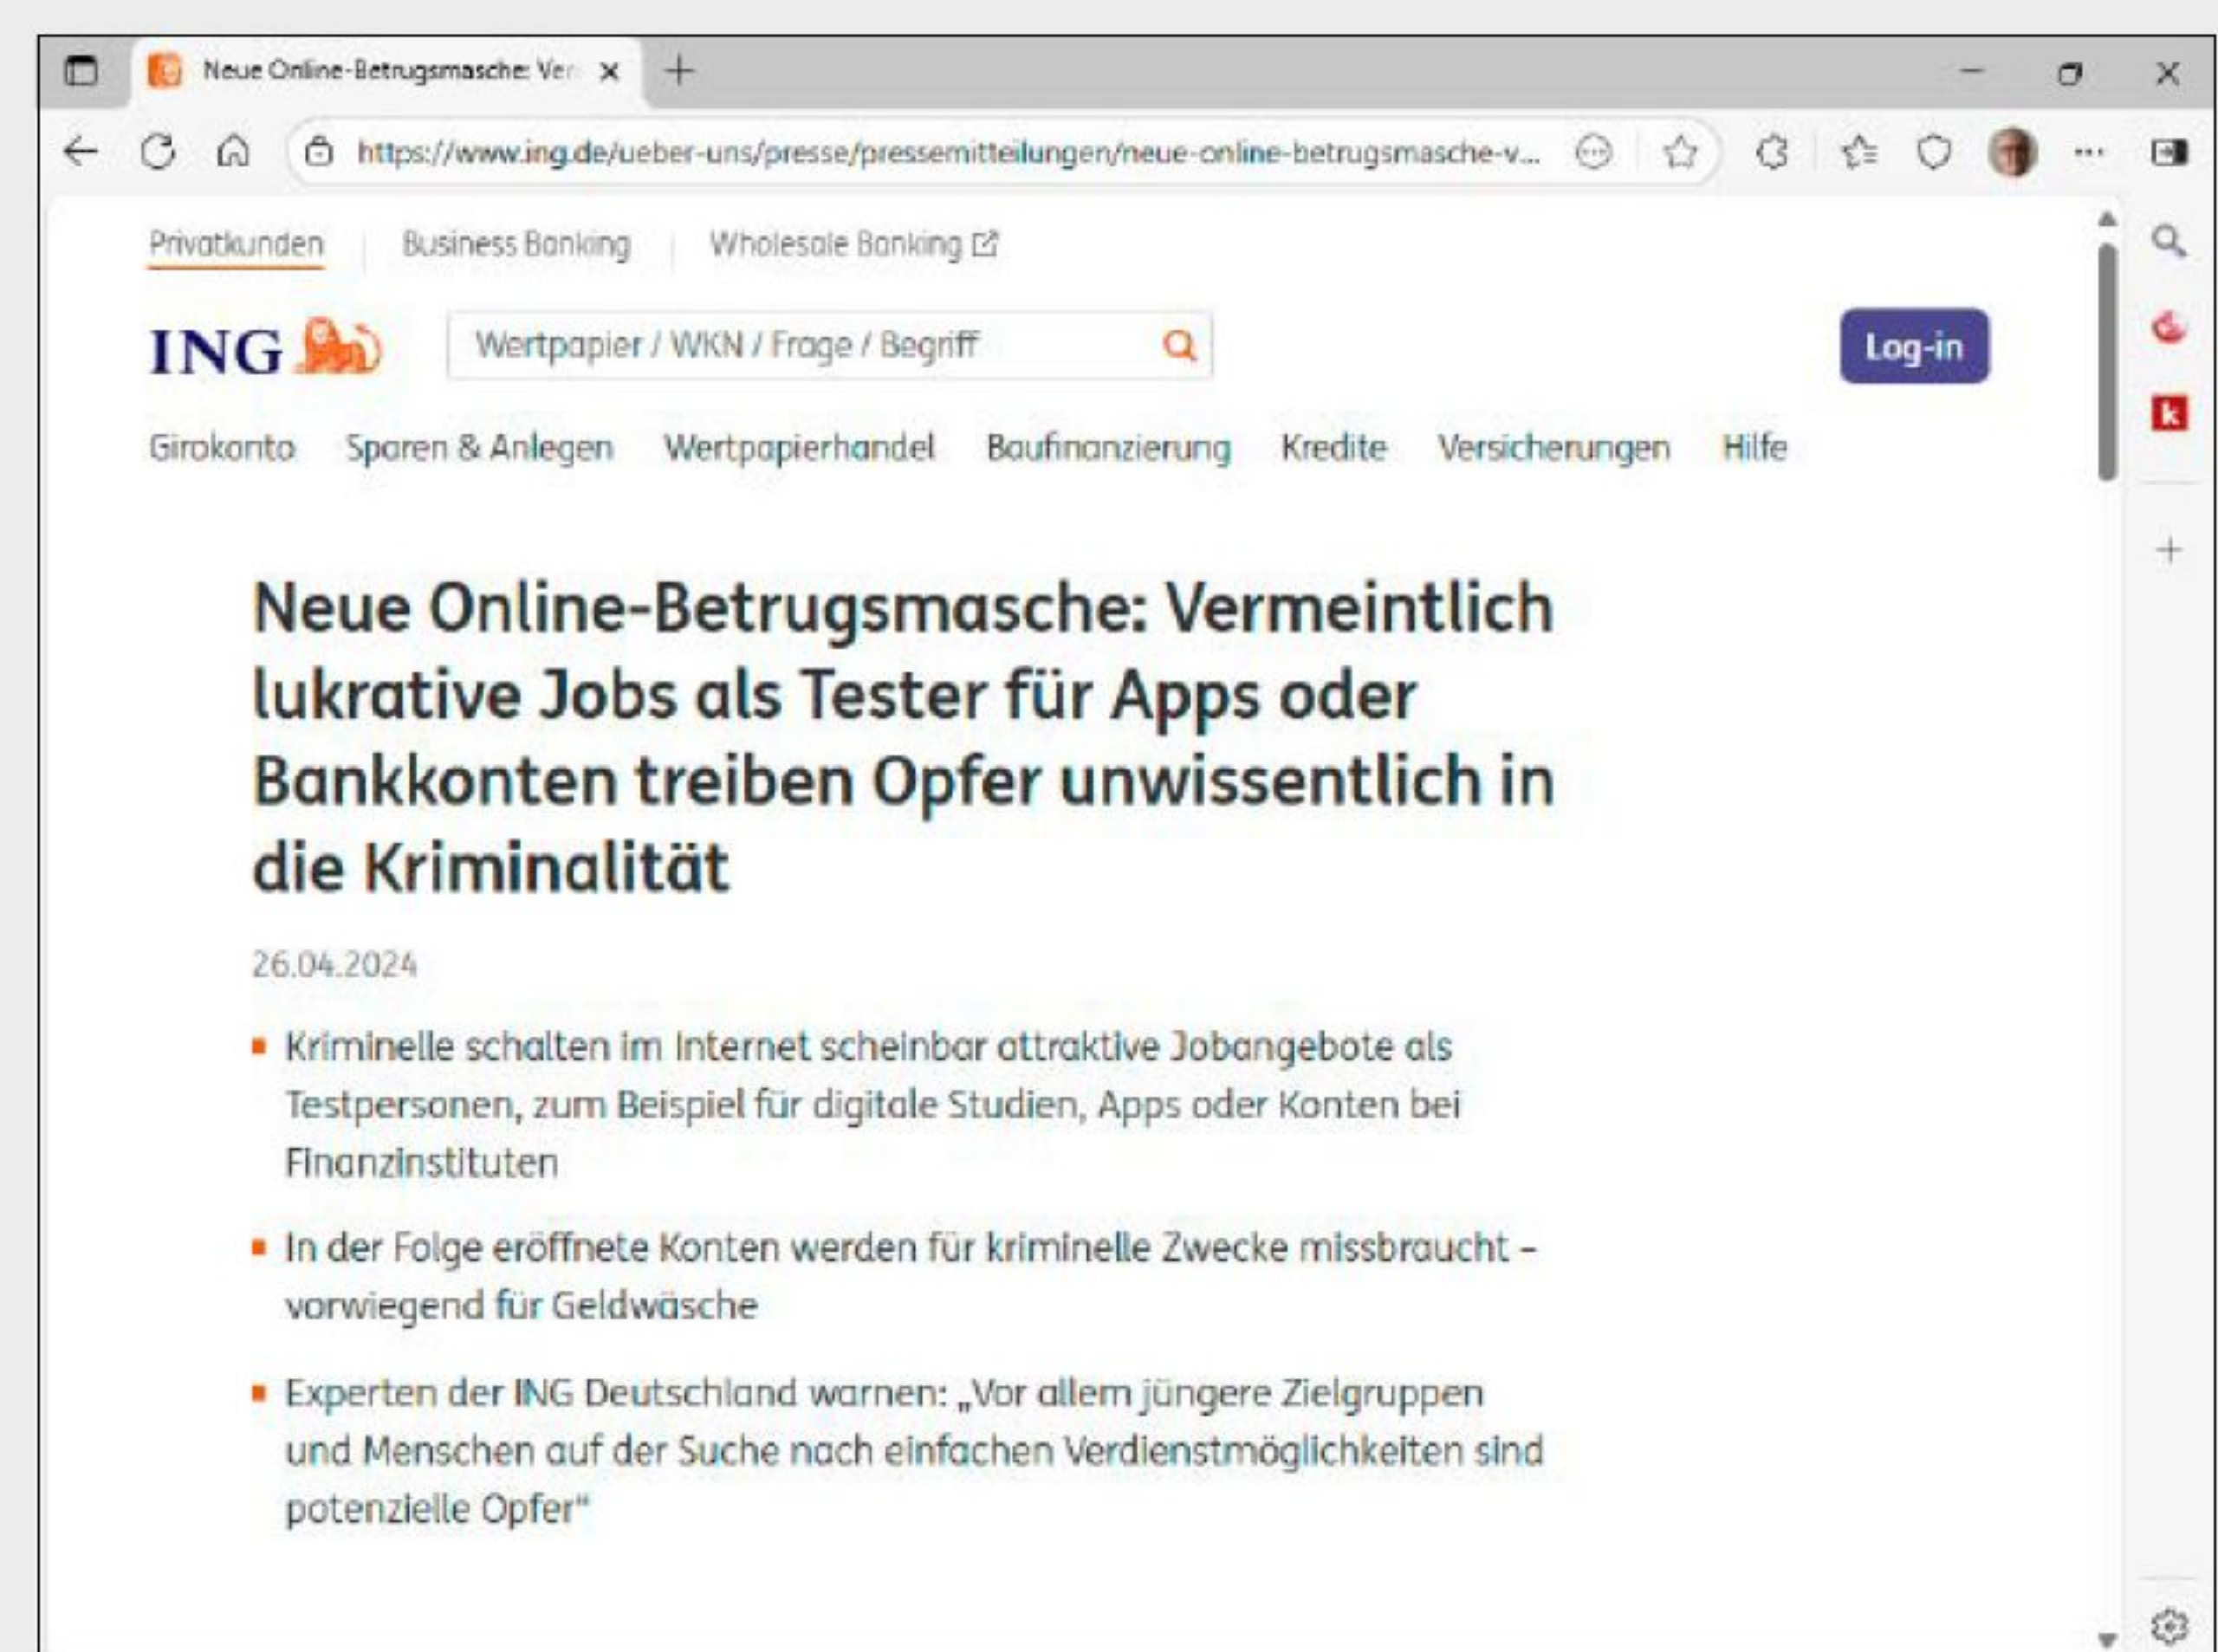 Neue Online-Betrugsmasche: Ver
https://www.ing.de/ueber-uns/presse/pressemitteilungen/neue-online-betrugsmasche-v...
Privatkunden Business Banking Wholesale Banking
ING Wertpapier / WKN / Frage / Begriff Log-in
k
Girokonto Sparen & Anlegen Wertpapierhandel Baufinanzierung Kredite Versicherungen Hilfe
Neue Online-Betrugsmasche: Vermeintlich
lukrative Jobs als Tester für Apps oder
Bankkonten treiben Opfer unwissentlich in
die Kriminalität
26.04.2024
Kriminelle schalten im Internet scheinbar attraktive Jobangebote als
Testpersonen, zum Beispiel für digitale Studien, Apps oder Konten bei
Finanzinstituten
In der Folge eröffnete Konten werden für kriminelle Zwecke missbraucht –
vorwiegend für Geldwäsche
Experten der ING Deutschland warnen: „Vor allem jüngere Zielgruppen
und Menschen auf der Suche nach einfachen Verdienstmöglichkeiten sind
potenzielle Opfer“